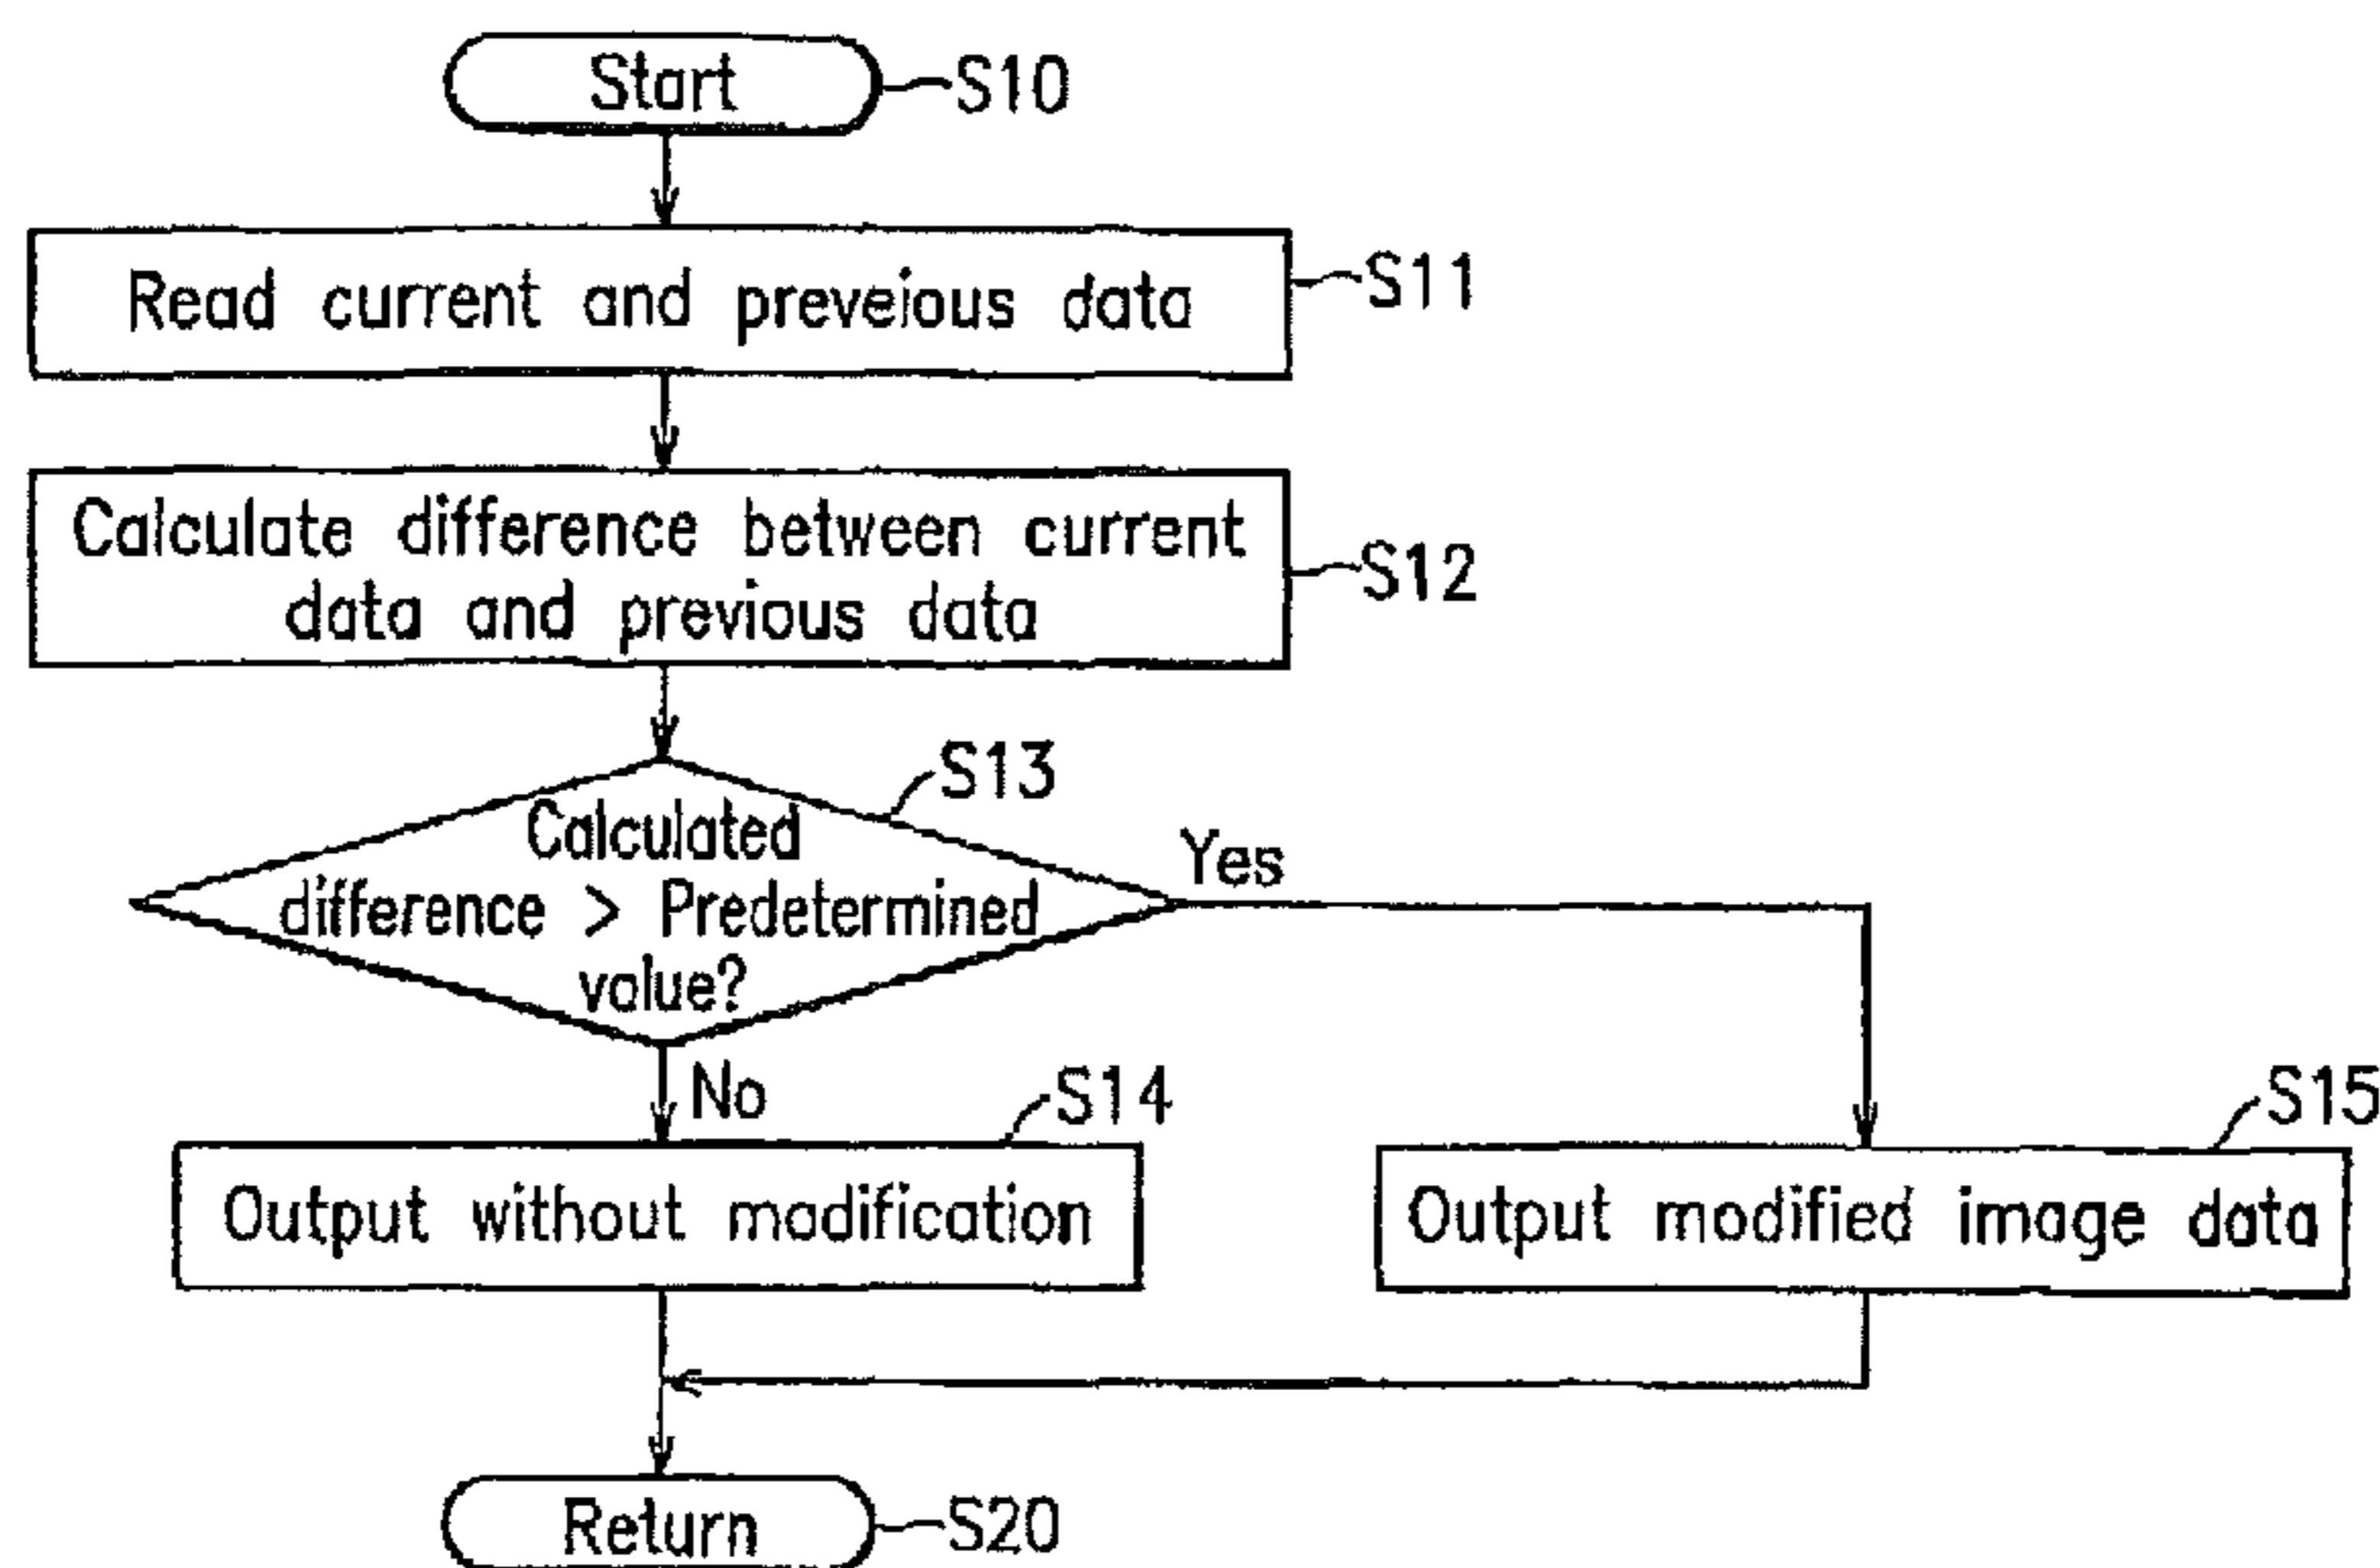 Start
S10
Read current and preveious data
S11
Calculate difference between current
data and previous data
S12
S13
Calculated
difference > Predetermined
value?
Yes
No
S14
S15
Output without modification
Output modified image data
Return
S20